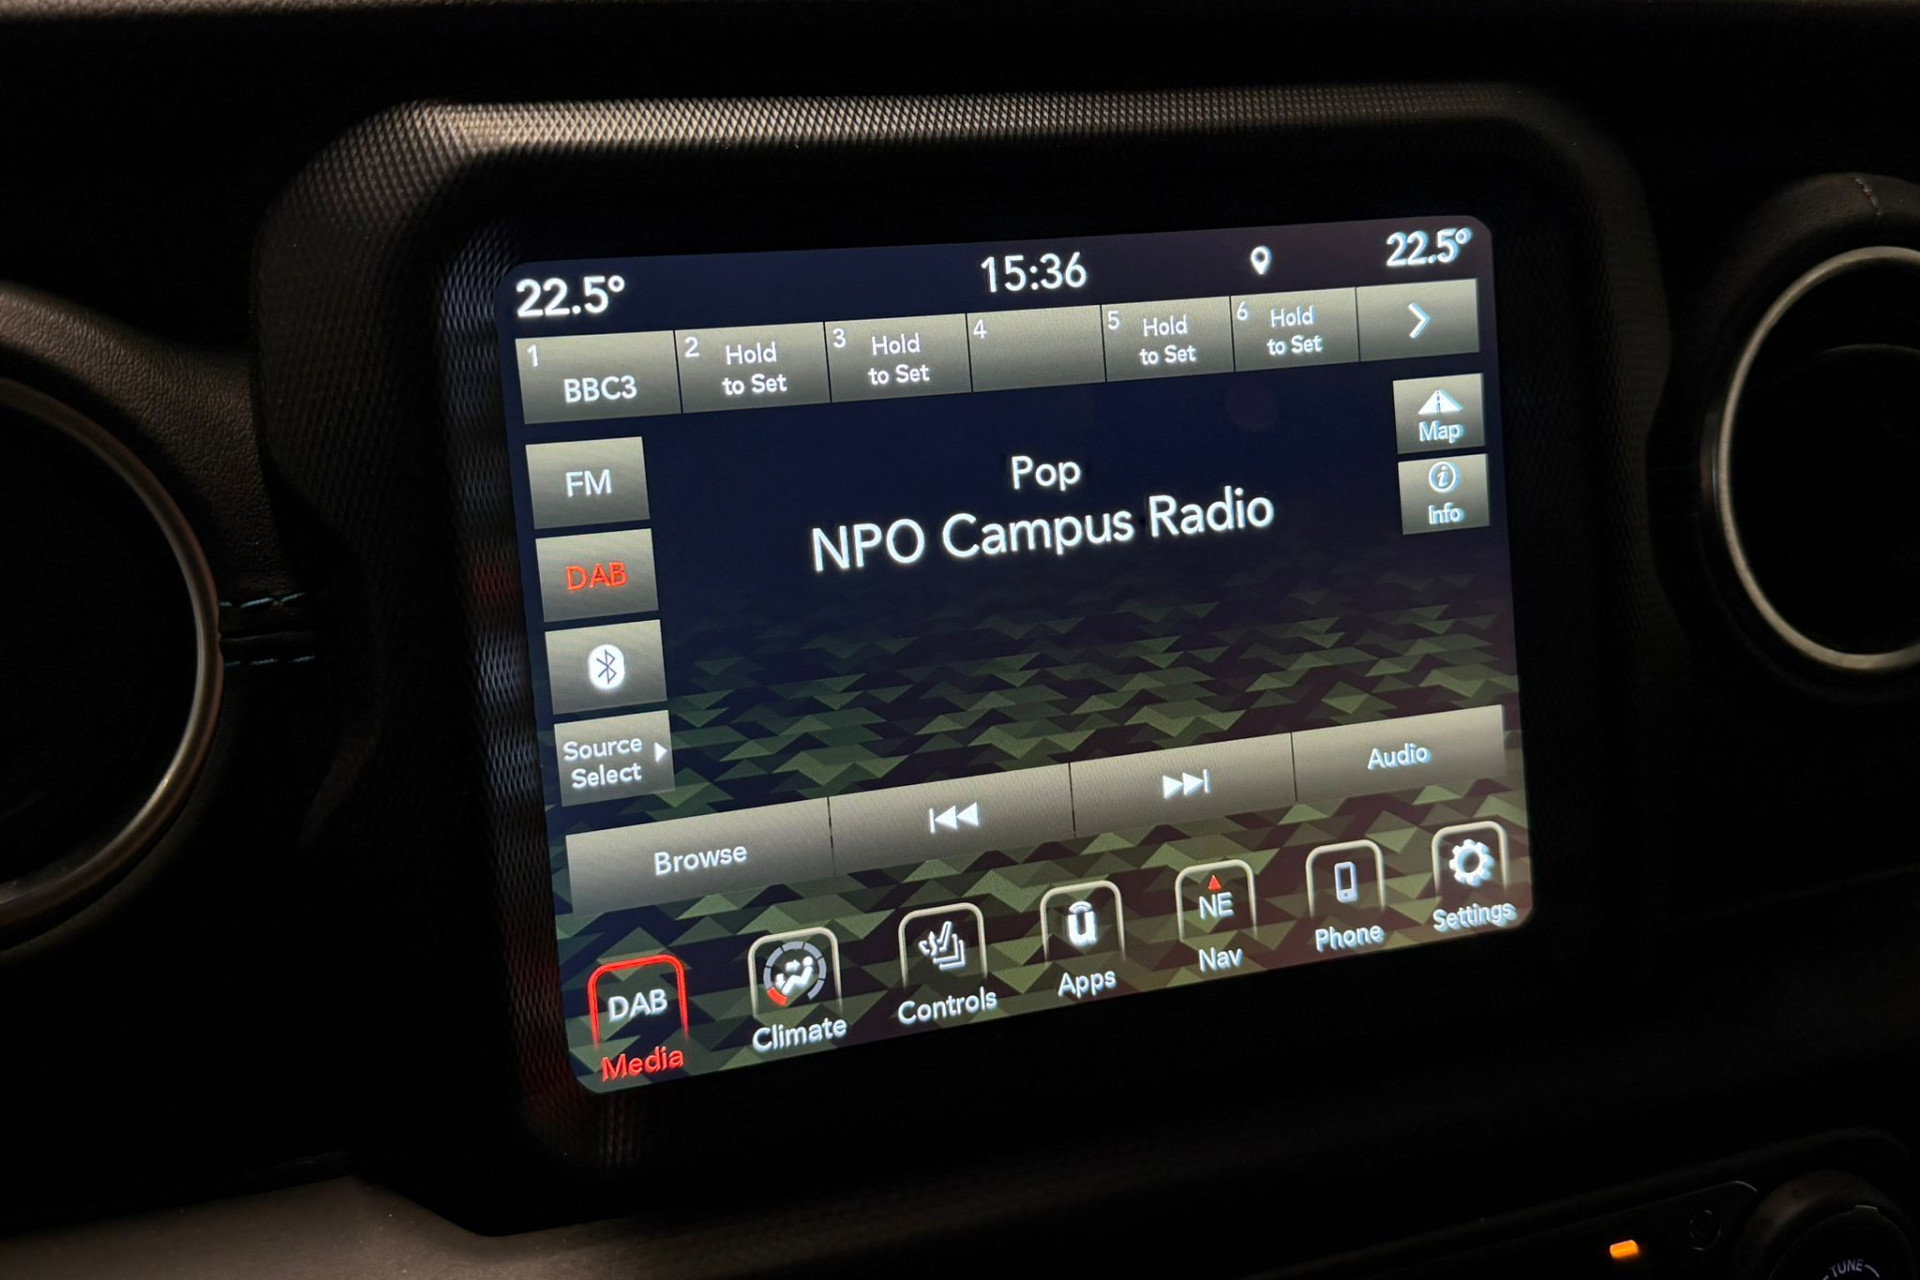 22.5°
15:36
22.5°
1
BBC3
2
Hold
to Set
3
Hold
to Set
4
5
Hold
to Set
6
Hold
to Set
FM
DAB
Source
Select
Pop
NPO Campus Radio
Map
Info
Browse
Audio
DAB
Media
Climate
Controls
Apps
NE
Nav
Phone
Settings
TUNE